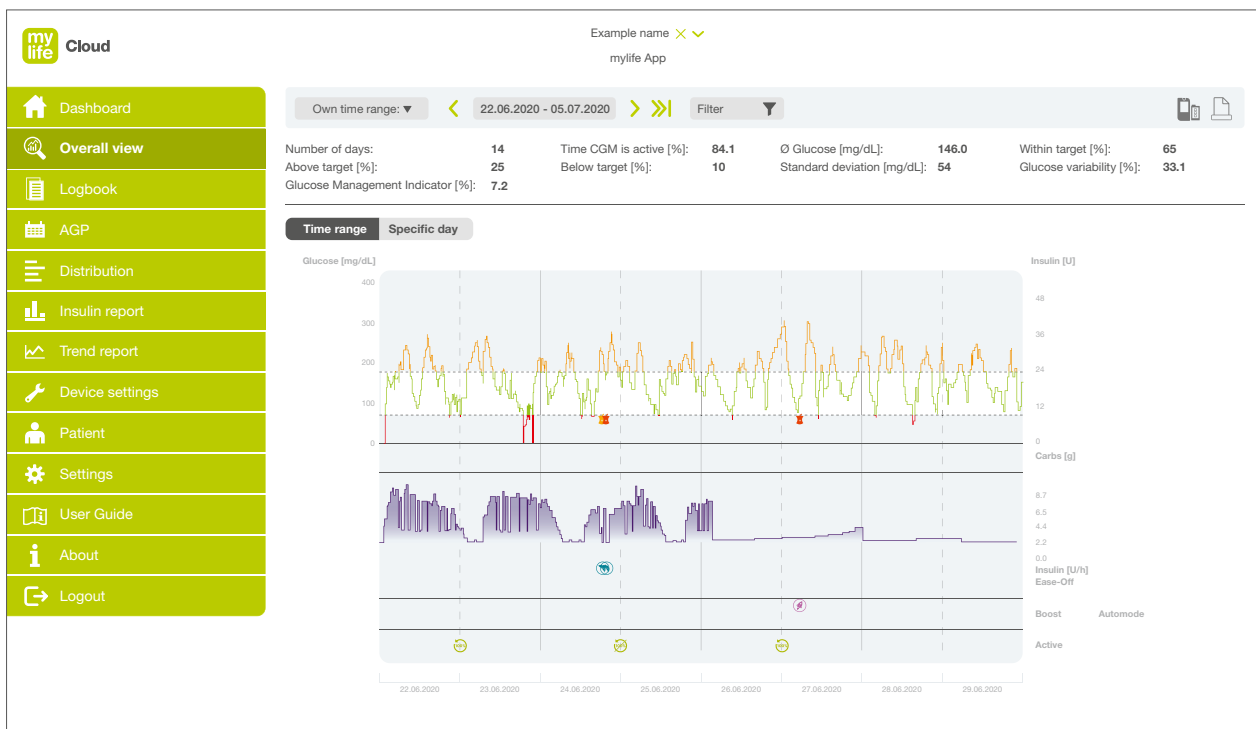 my
life
Cloud
Example name
mylife App
Dashboard
Overall view
Logbook
AGP
Distribution
Insulin report
Trend report
Device settings
Patient
Settings
User Guide
About
Logout
Own time range:
22.06.2020 - 05.07.2020
Filter
Number of days: 14 Time CGM is active [%]: 84.1 Ø Glucose [mg/dL]: 146.0 Within target [%]: 65
Above target [%]: 25 Below target [%]: 10 Standard deviation [mg/dL]: 54 Glucose variability [%]: 33.1
Glucose Management Indicator [%]: 7.2
Time range Specific day
Glucose [mg/dL] Insulin [U]
400
300
200
100
0
48
36
24
12
0
Carbs [g]
8.7
6.5
4.4
2.2
0.0
Insulin [U/h]
Ease-Off
Boost Automode
Active
22.06.2020 23.06.2020 24.06.2020 25.06.2020 26.06.2020 27.06.2020 28.06.2020 29.06.2020